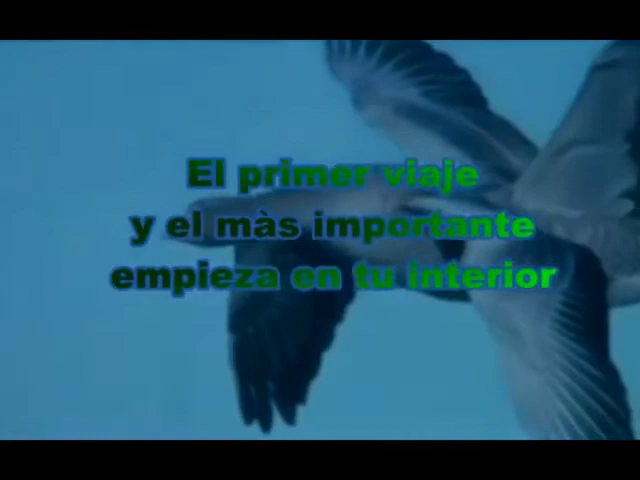 El primer viaje
y el màs importante
empieza en tu interior